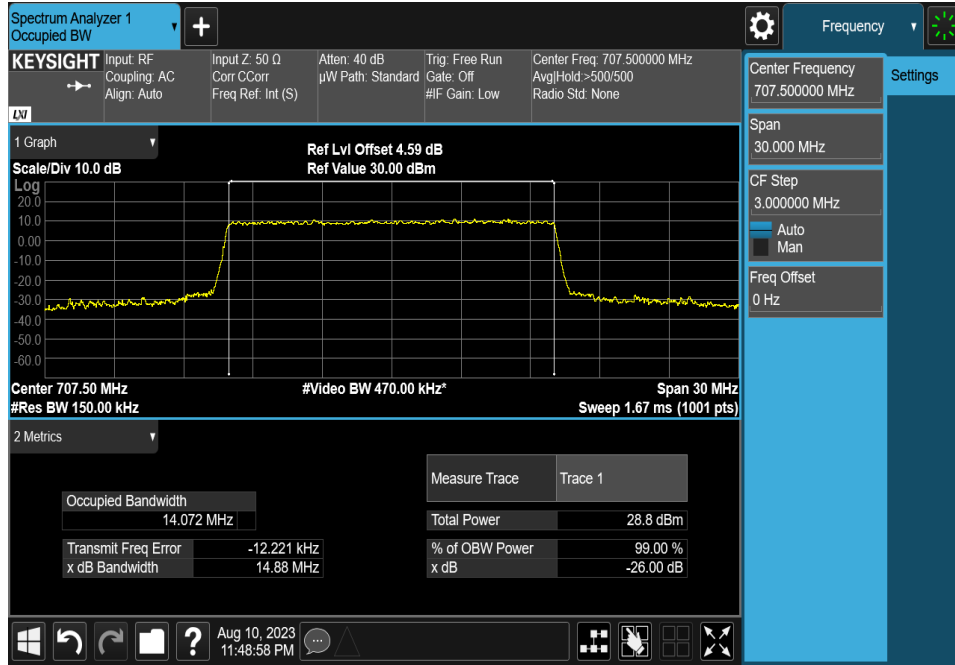 Spectrum Analyzer 1
Occupied BW
+
Frequency
KEYSIGHT
Input: RF
Coupling: AC
Align: Auto
Input Z: 50 Ω
Corr CCorr
Freq Ref: Int (S)
Atten: 40 dB
µW Path: Standard
Trig: Free Run
Gate: Off
#IF Gain: Low
Center Freq: 707.500000 MHz
Avg|Hold:>500/500
Radio Std: None
LXI
Center Frequency
707.500000 MHz
Settings
Span
30.000 MHz
CF Step
3.000000 MHz
Auto
Man
Freq Offset
0 Hz
1 Graph
Ref Lvl Offset 4.59 dB
Scale/Div 10.0 dB
Ref Value 30.00 dBm
Log
20.0
10.0
0.00
-10.0
-20.0
-30.0
-40.0
-50.0
-60.0
Center 707.50 MHz
#Video BW 470.00 kHz*
Span 30 MHz
#Res BW 150.00 kHz
Sweep 1.67 ms (1001 pts)
2 Metrics
Measure Trace
Trace 1
Occupied Bandwidth
14.072 MHz
Total Power
28.8 dBm
Transmit Freq Error
-12.221 kHz
% of OBW Power
99.00 %
x dB Bandwidth
14.88 MHz
x dB
-26.00 dB
?
Aug 10, 2023
11:48:58 PM